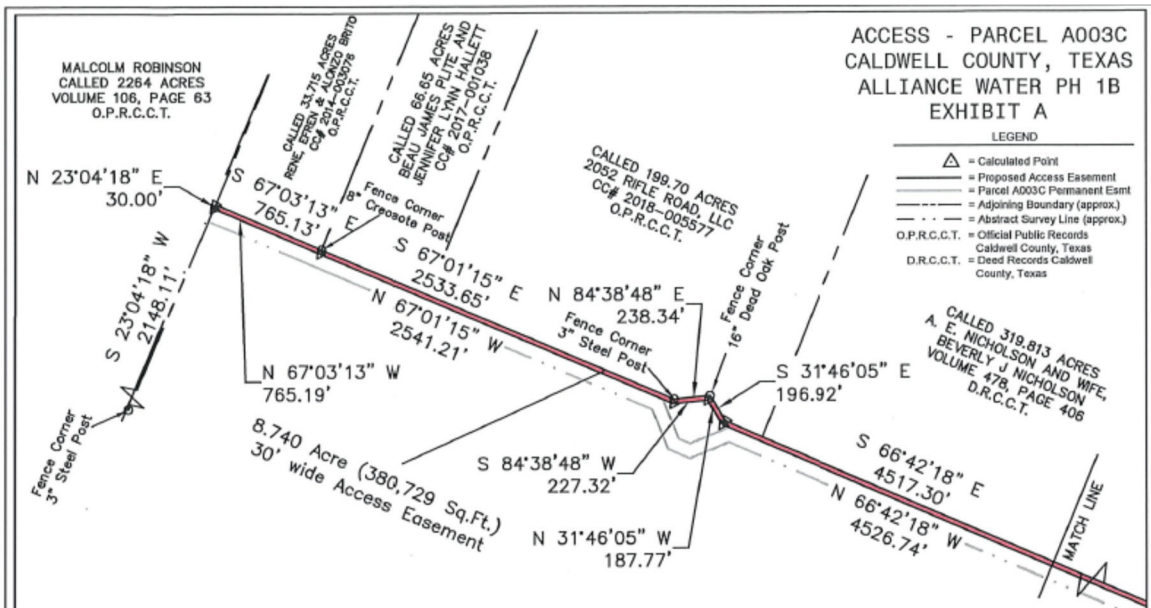 ACCESS - PARCEL A003C
CALDWELL COUNTY, TEXAS
ALLIANCE WATER PH 1B
EXHIBIT A
LEGEND
= Calculated Point
= Proposed Access Easement
= Parcel A003C Permanent Esmt
= Adjoining Boundary (approx.)
= Abstract Survey Line (approx.)
O.P.R.C.C.T. = Official Public Records
Caldwell County, Texas
D.R.C.C.T. = Deed Records Caldwell
County, Texas
MALCOLM ROBINSON
CALLED 2264 ACRES
VOLUME 106, PAGE 63
O.P.R.C.C.T.
CALLED 33.715 ACRES
RENE, EFREN & ALONZO BRITO
CC# 2014-003076
O.P.R.C.C.T.
CALLED 66.65 ACRES
BEAU JAMES PLITE AND
JENNIFER LYNN HALLETT
CC# 2017-001038
O.P.R.C.C.T.
CALLED 199.70 ACRES
2052 RIFLE ROAD, LLC
CC# 2018-005577
O.P.R.C.C.T.
CALLED 319.813 ACRES
A. E. NICHOLSON AND WIFE,
BEVERLY J NICHOLSON
VOLUME 478, PAGE 406
D.R.C.C.T.
N 23°04'18" E
30.00'
S 67°03'13" E
765.13'
Fence Corner
8" Creosote Post
S 67°01'15" E
2533.65'
N 67°01'15" W
2541.21'
N 84°38'48" E
238.34'
Fence Corner
3" Steel Post
Fence Corner
16" Dead Oak Post
S 31°46'05" E
196.92'
S 23°04'18" W
2148.11'
N 67°03'13" W
765.19'
Fence Corner
3" Steel Post
8.740 Acre (380,729 Sq.Ft.)
30' wide Access Easement
S 84°38'48" W
227.32'
N 31°46'05" W
187.77'
S 66°42'18" E
4517.30'
N 66°42'18" W
4526.74'
MATCH LINE